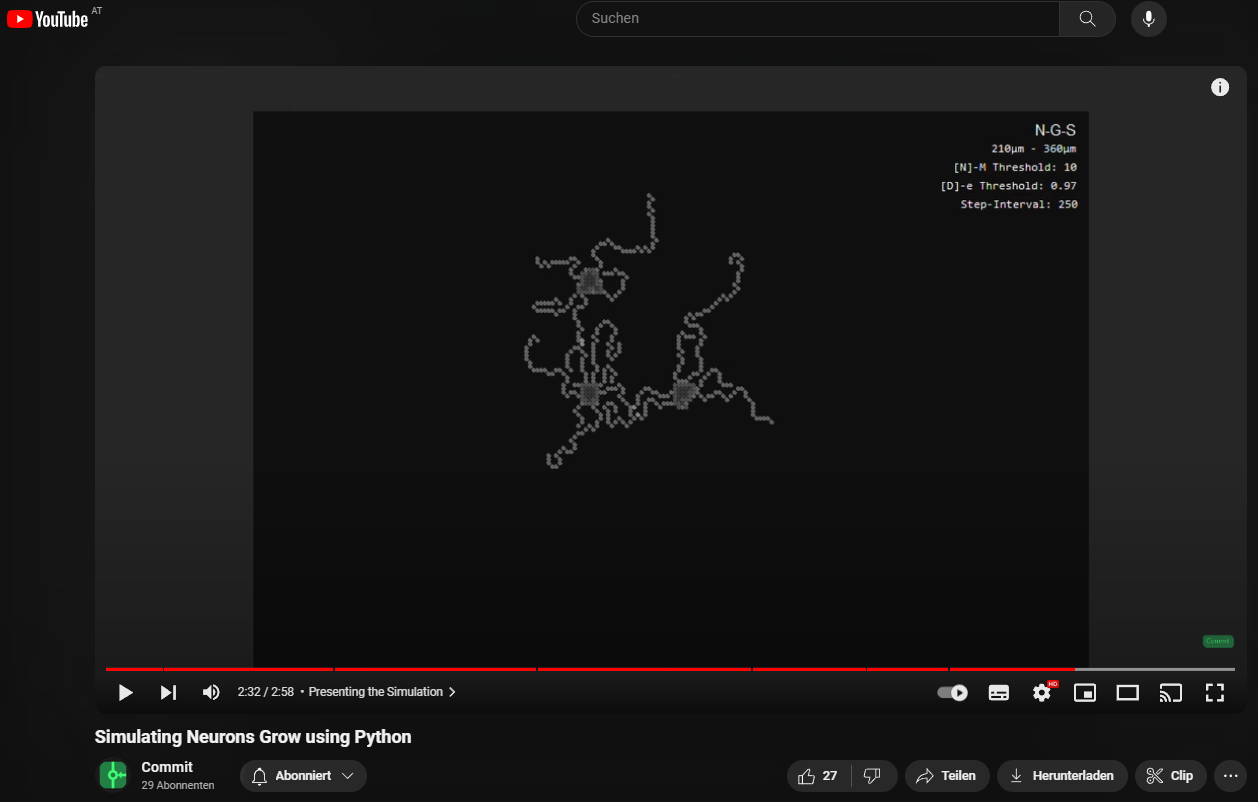 YouTube AT
Suchen
N-G-S
210μm - 360μm
[N]-M Threshold: 10
[D]-e Threshold: 0.97
Step-Interval: 250
Commit
2:32 / 2:58 • Presenting the Simulation
HD
Simulating Neurons Grow using Python
Commit
29 Abonnenten
Abonniert
27
Teilen
Herunterladen
Clip